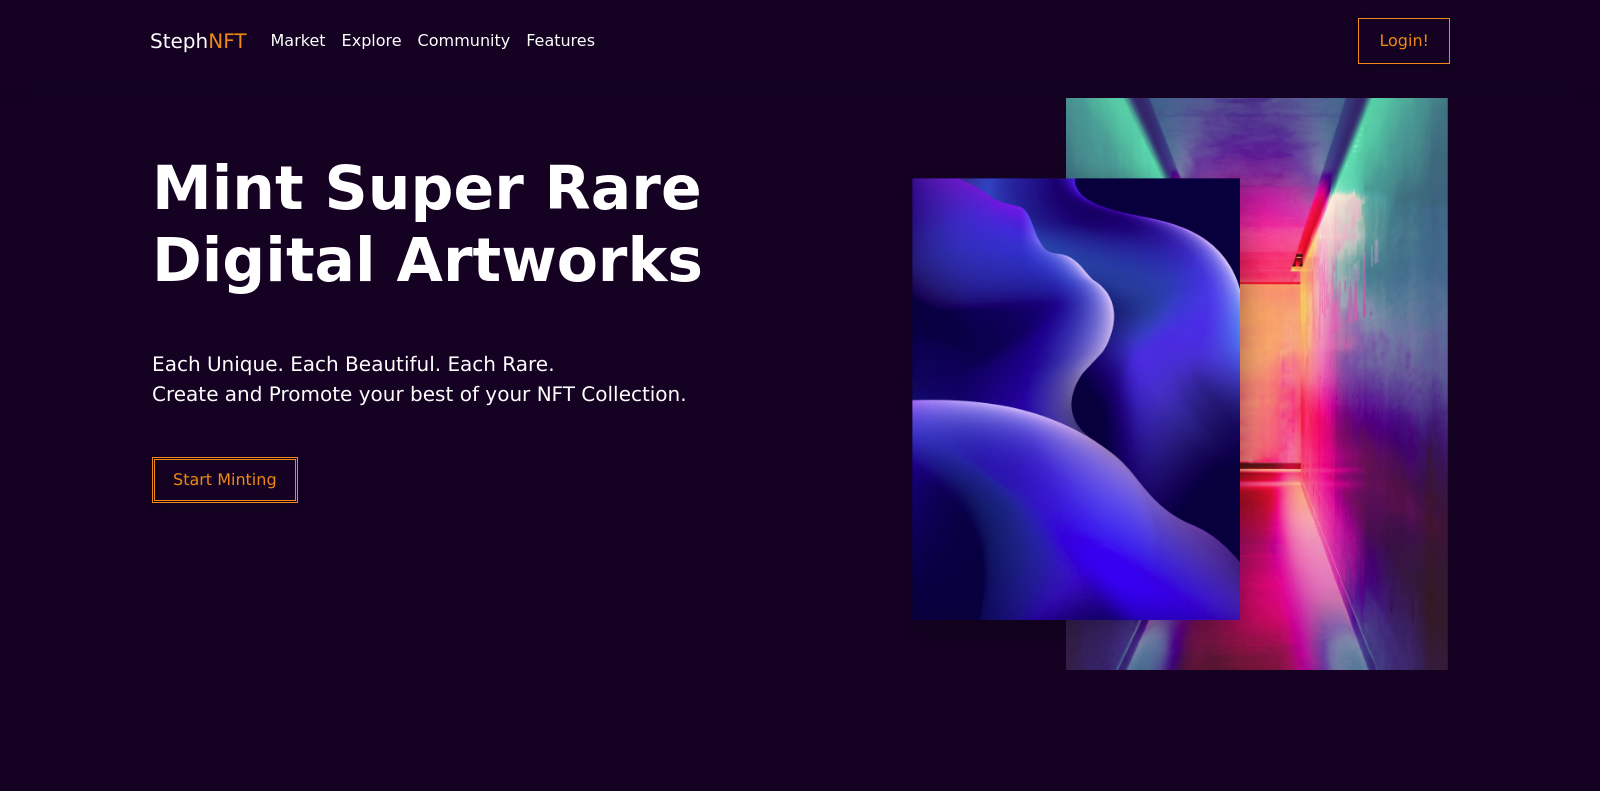 StephNFT Market Explore Community Features Login!
Mint Super Rare
Digital Artworks
Each Unique. Each Beautiful. Each Rare.
Create and Promote your best of your NFT Collection.
Start Minting